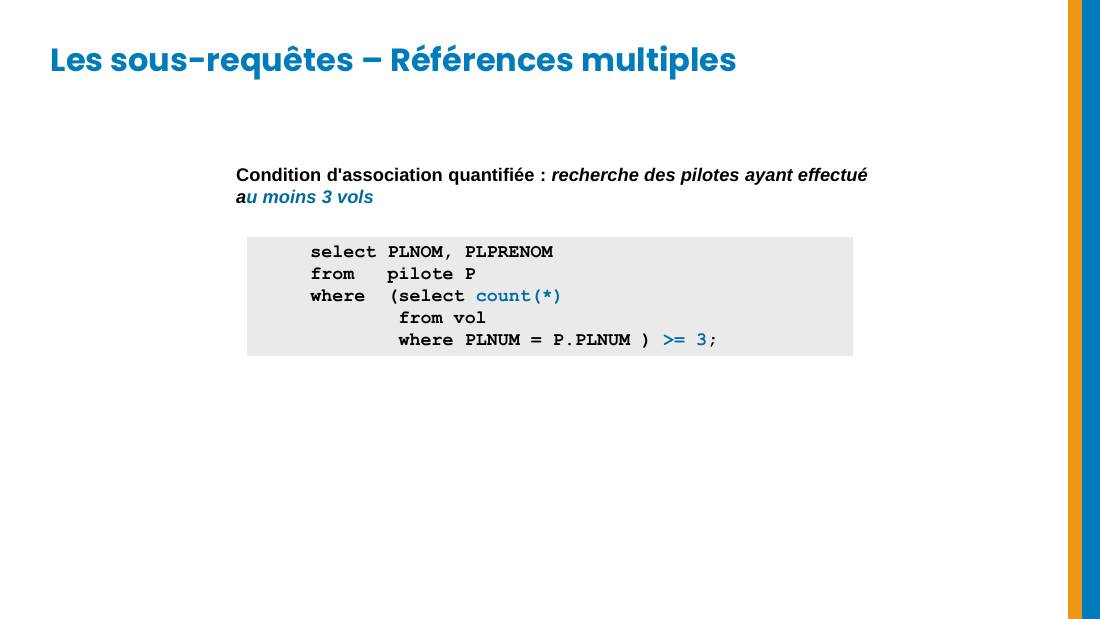 Les sous-requêtes – Références multiples
Condition d'association quantifiée : recherche des pilotes ayant effectué
au moins 3 vols
select PLNOM, PLPRENOM
from   pilote P
where  (select count(*)
        from vol
        where PLNUM = P.PLNUM ) >= 3;